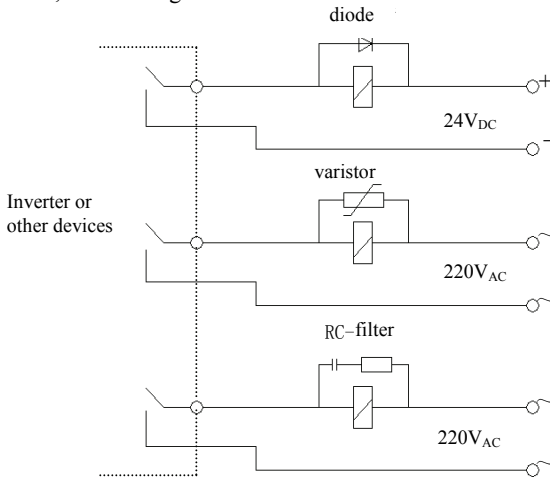 diode
+
24VDC
−
varistor
Inverter or
other devices
~
220VAC
~
RC-filter
~
220VAC
~